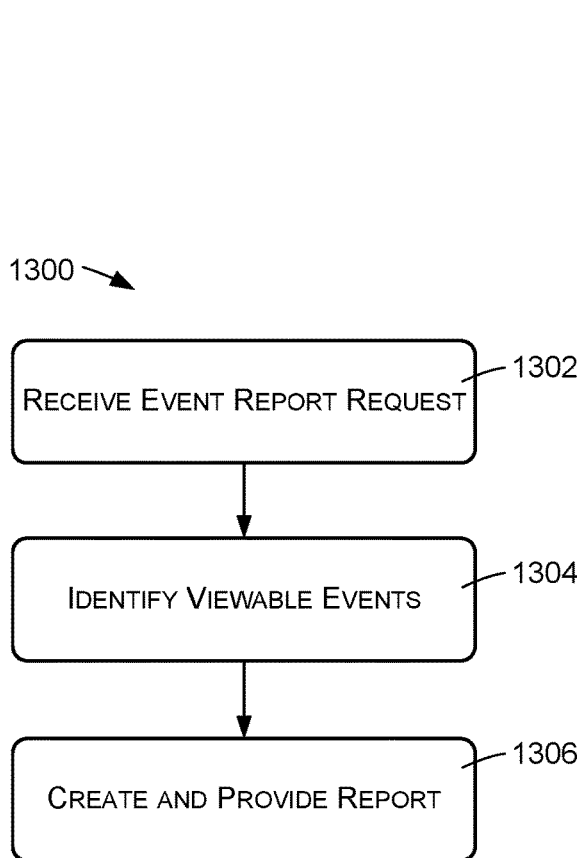 1300
1302
RECEIVE EVENT REPORT REQUEST
1304
IDENTIFY VIEWABLE EVENTS
1306
CREATE AND PROVIDE REPORT